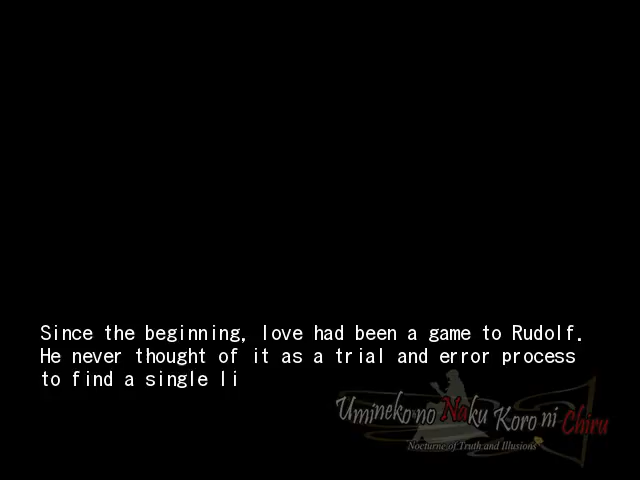 Since the beginning, love had been a game to Rudolf.
He never thought of it as a trial and error process
to find a single li
Umineko no Naku Koro ni Chiru
Nocturne of Truth and Illusions